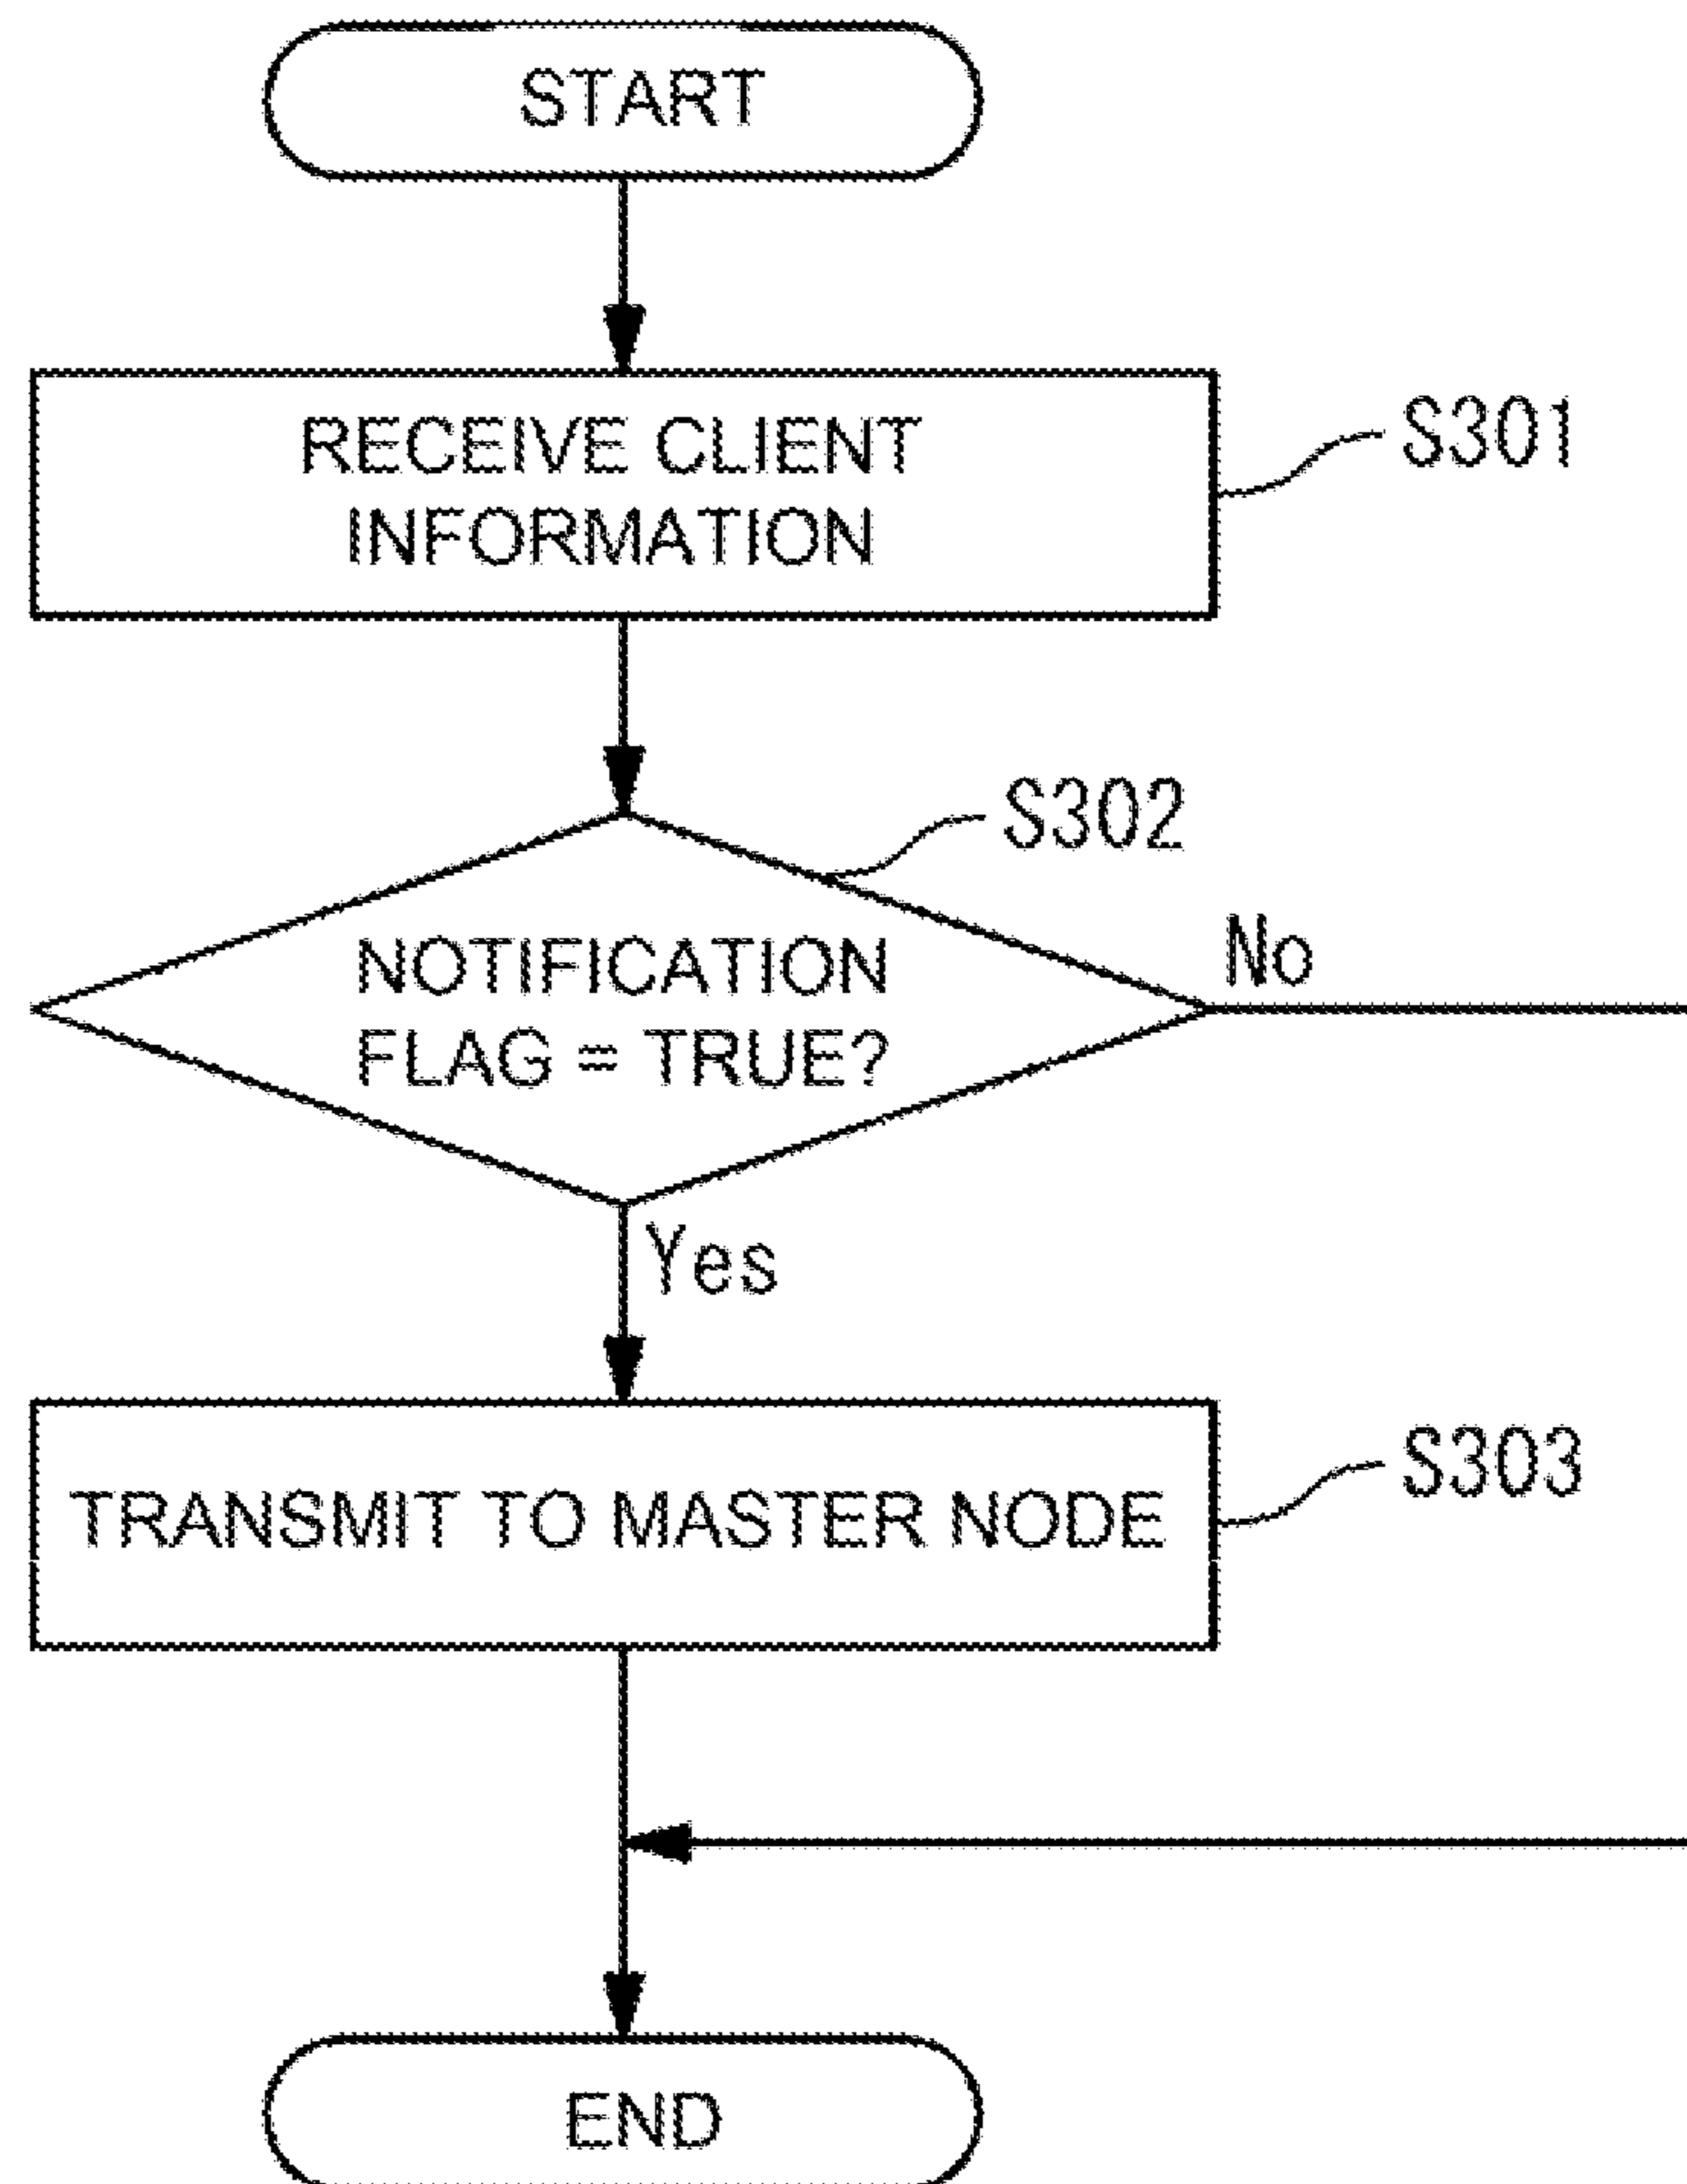 START
RECEIVE CLIENT
INFORMATION
S301
S302
NOTIFICATION
FLAG = TRUE?
No
Yes
TRANSMIT TO MASTER NODE
S303
END